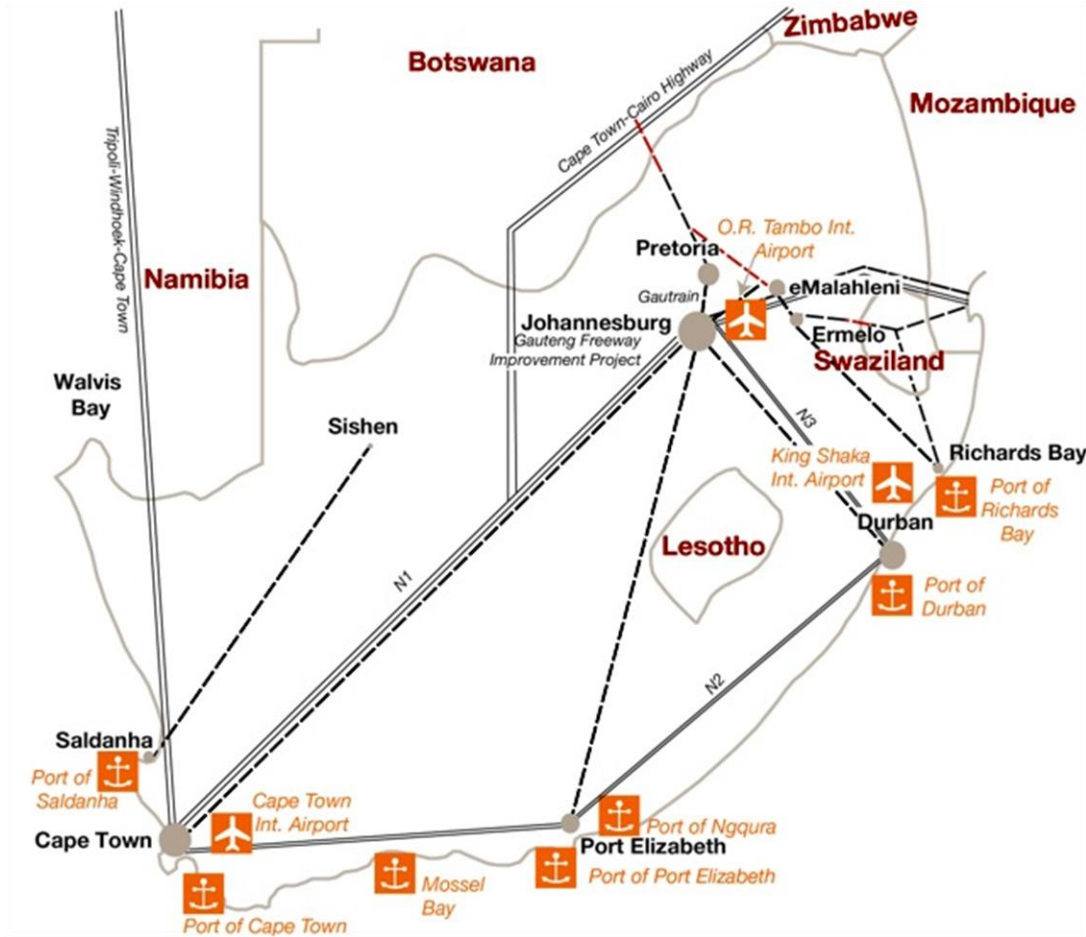 Zimbabwe
Botswana
Mozambique
Cape Town-Cairo Highway
Tripoli-Windhoek-Cape Town
O.R. Tambo Int.
Airport
Pretoria
Namibia
eMalahleni
Gautrain
Johannesburg
Gauteng Freeway
Improvement Project
Ermelo
Swaziland
Walvis
Bay
Sishen
N3
King Shaka
Int. Airport
Richards Bay
Port of
Richards
Bay
Durban
Lesotho
N1
Port of
Durban
N2
Saldanha
Port of
Saldanha
Cape Town
Int. Airport
Cape Town
Port of Ngqura
Port Elizabeth
Port of Port Elizabeth
Mossel
Bay
Port of Cape Town